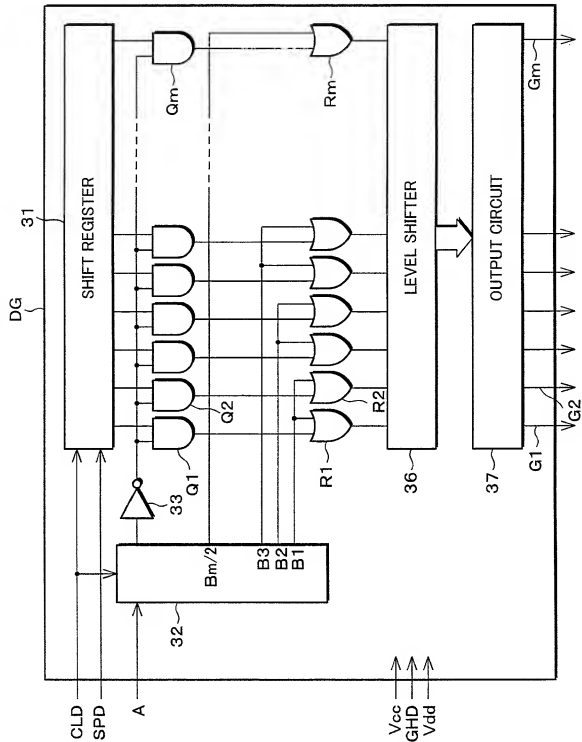 DG
31
SHIFT REGISTER
CLD
SPD
A
33
Q1
Q2
Qm
32
Bm/2
B3
B2
B1
R1
R2
Rm
36
LEVEL SHIFTER
Vcc
GHD
Vdd
37
OUTPUT CIRCUIT
G1
G2
Gm